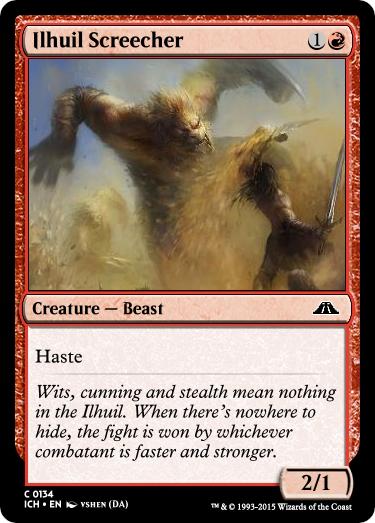 Ilhuil Screecher 1
Creature — Beast
Haste
Wits, cunning and stealth mean nothing
in the Ilhuil. When there's nowhere to
hide, the fight is won by whichever
combatant is faster and stronger.
2/1
C 0134
ICH • EN YSHEN (DA)
™ & © 1993-2015 Wizards of the Coast